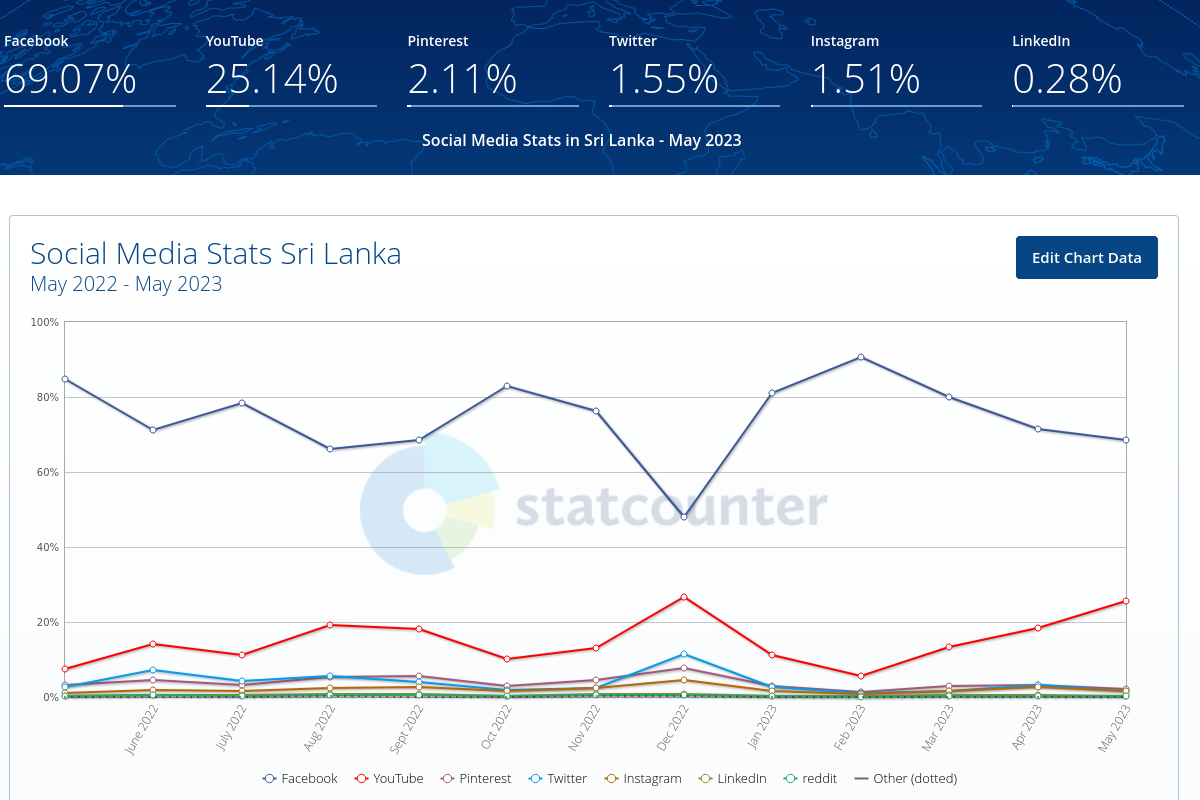 Facebook YouTube Pinterest Twitter Instagram LinkedIn
69.07% 25.14% 2.11% 1.55% 1.51% 0.28%
Social Media Stats in Sri Lanka - May 2023
Social Media Stats Sri Lanka
May 2022 - May 2023
Edit Chart Data
100%
80%
60%
statcounter
40%
20%
0%
June 2022 July 2022 Aug 2022 Sept 2022 Oct 2022 Nov 2022 Dec 2022 Jan 2023 Feb 2023 Mar 2023 Apr 2023 May 2023
Facebook YouTube Pinterest Twitter Instagram LinkedIn reddit Other (dotted)